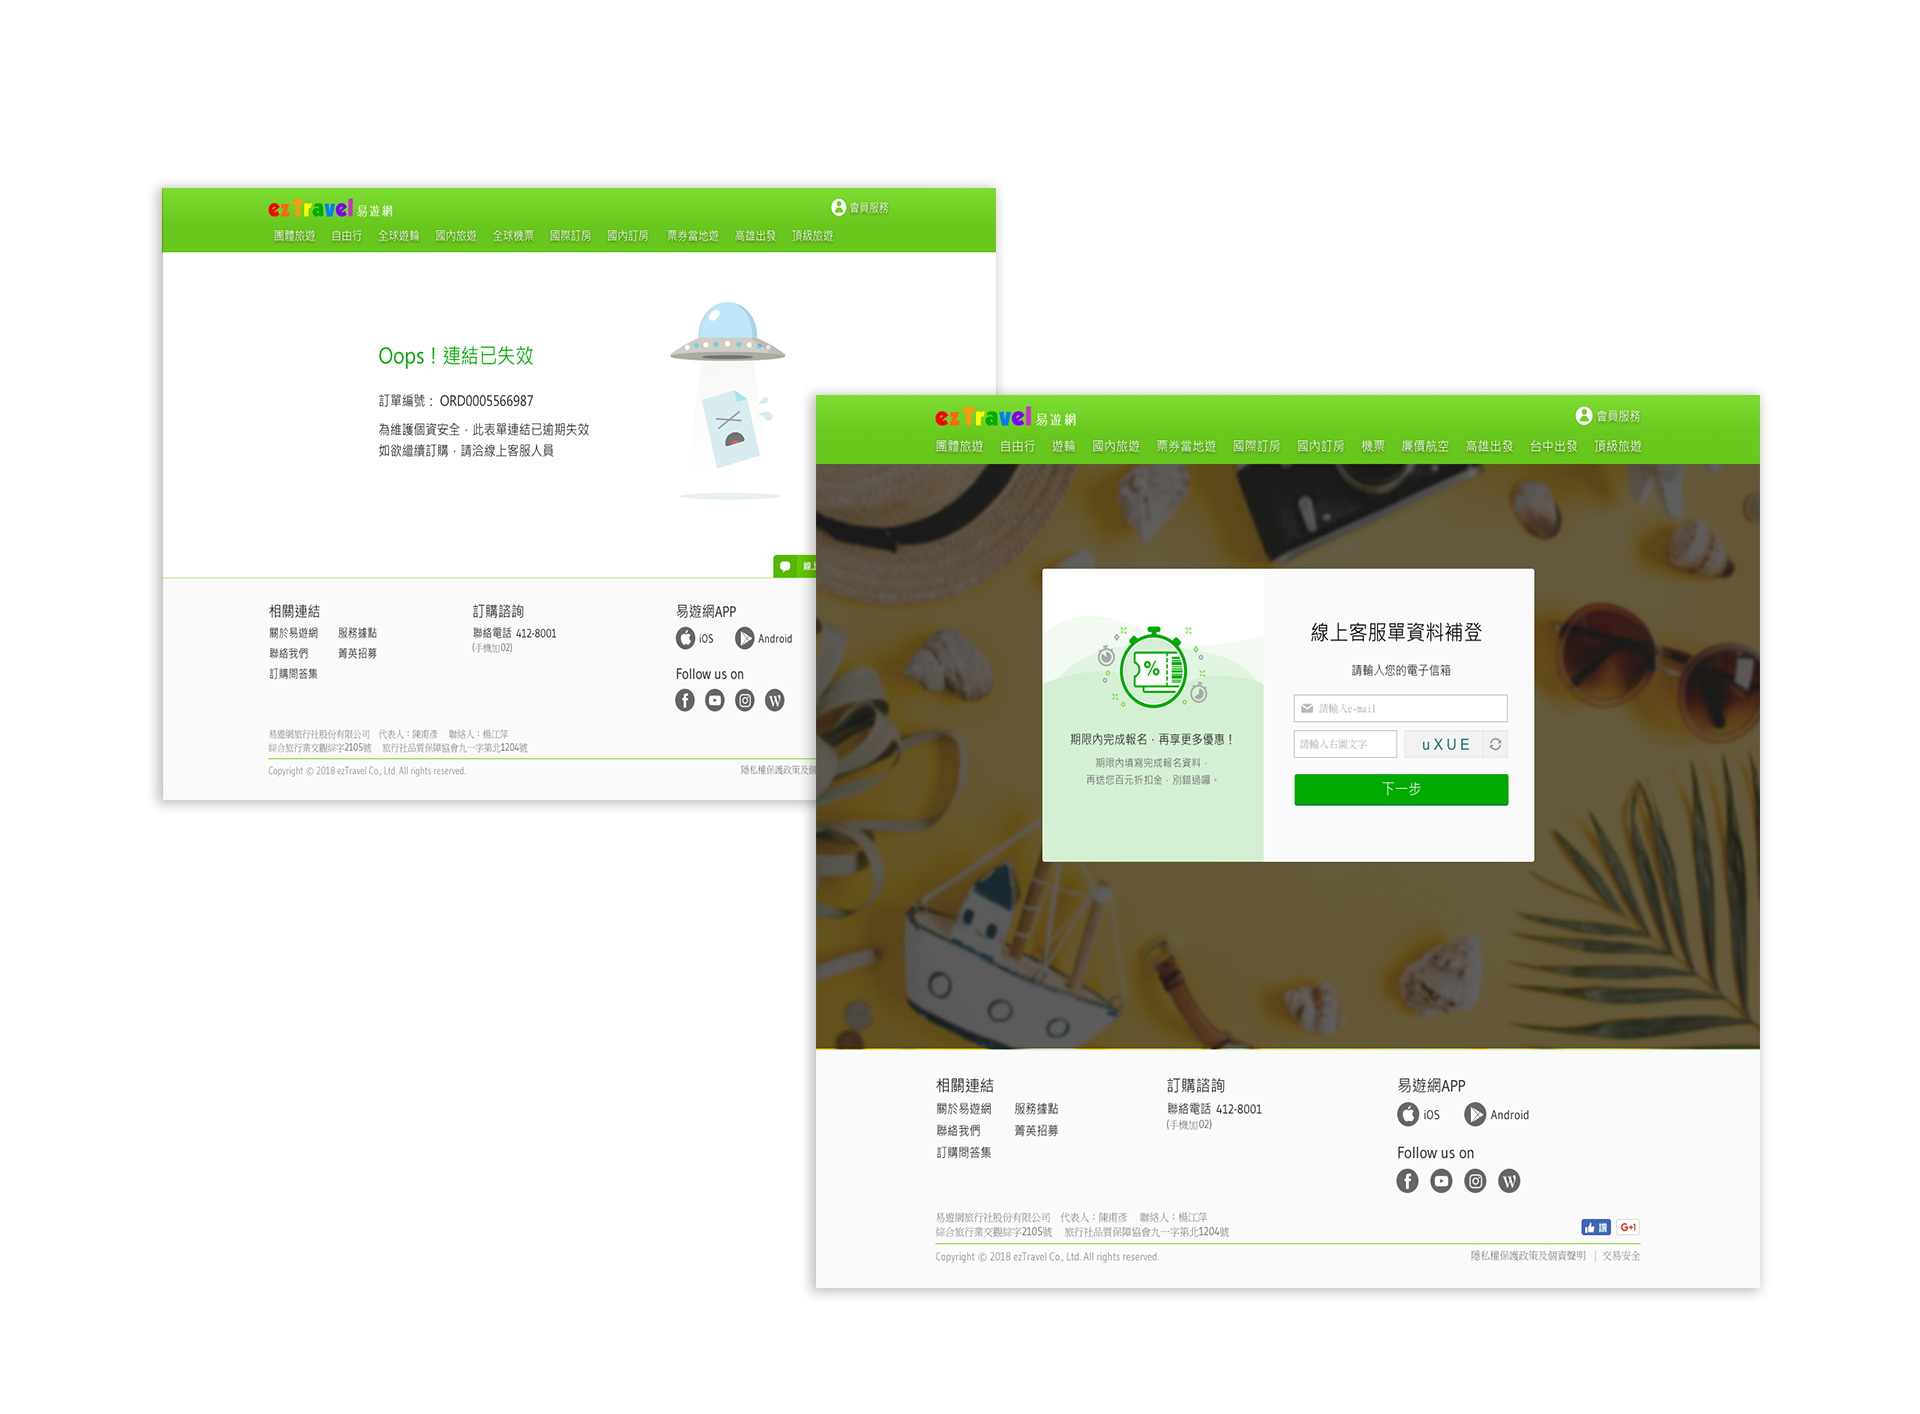 ezTravel 易遊網
會員服務
團體旅遊 自由行 全球遊輪 國內旅遊 全球機票 國際訂房 國內訂房 票券當地遊 高雄出發 頂級旅遊
Oops！連結已失效
訂單編號： ORD0005566987
為維護個資安全，此表單連結已逾期失效
如欲繼續訂購，請洽線上客服人員
線上
相關連結
關於易遊網 服務據點
聯絡我們 菁英招募
訂購問答集
訂購諮詢
聯絡電話 412-8001
(手機加02)
易遊網APP
iOS Android
Follow us on
易遊網旅行社股份有限公司 代表人：陳甫彥 聯絡人：楊江萍
綜合旅行業交觀綜字2105號 旅行社品質保障協會九一字第北1204號
Copyright © 2018 ezTravel Co., Ltd. All rights reserved.
隱私權保護政策及個
ezTravel 易遊網
會員服務
團體旅遊 自由行 遊輪 國內旅遊 票券當地遊 國際訂房 國內訂房 機票 廉價航空 高雄出發 台中出發 頂級旅遊
%
期限內完成報名，再享更多優惠！
期限內填寫完成報名資料，
再送您百元折扣金，別錯過囉。
線上客服單資料補登
請輸入您的電子信箱
請輸入e-mail
請輸入右圖文字 uXUE
下一步
相關連結
關於易遊網 服務據點
聯絡我們 菁英招募
訂購問答集
訂購諮詢
聯絡電話 412-8001
(手機加02)
易遊網APP
iOS Android
Follow us on
易遊網旅行社股份有限公司 代表人：陳甫彥 聯絡人：楊江萍
綜合旅行業交觀綜字2105號 旅行社品質保障協會九一字第北1204號
讚 G+1
Copyright © 2018 ezTravel Co., Ltd. All rights reserved.
隱私權保護政策及個資聲明 | 交易安全